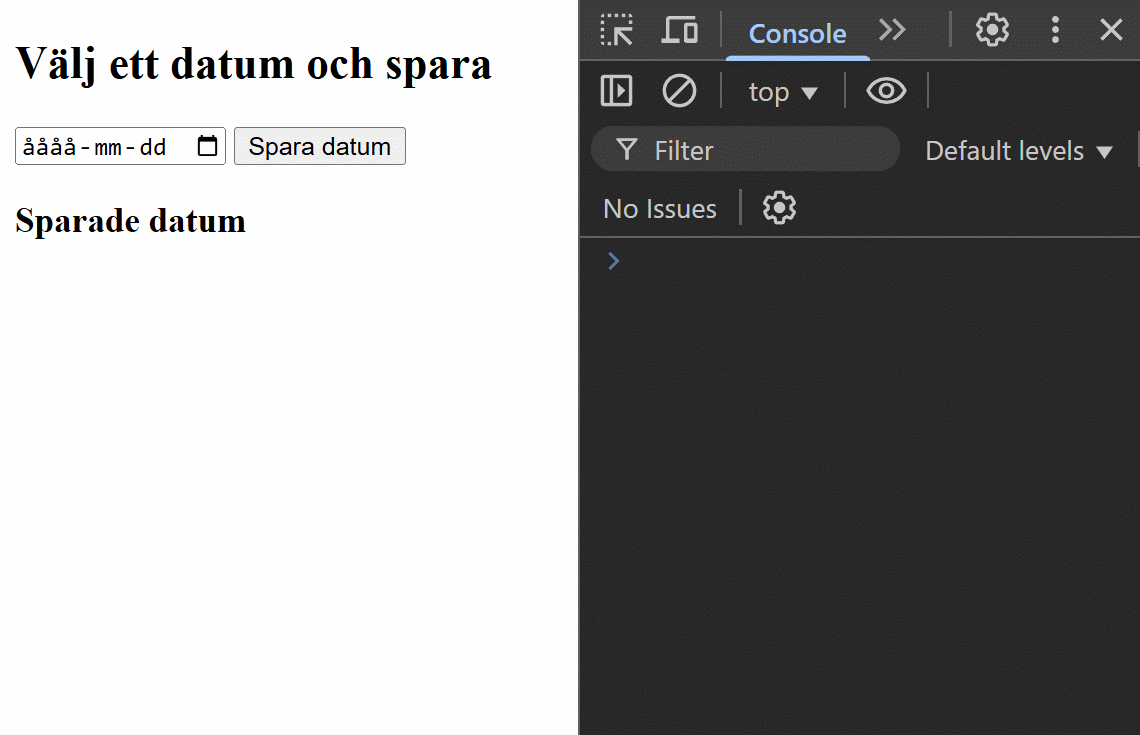 Välj ett datum och spara
åååå-mm-dd Spara datum
Sparade datum
Console
top
Filter Default levels
No Issues